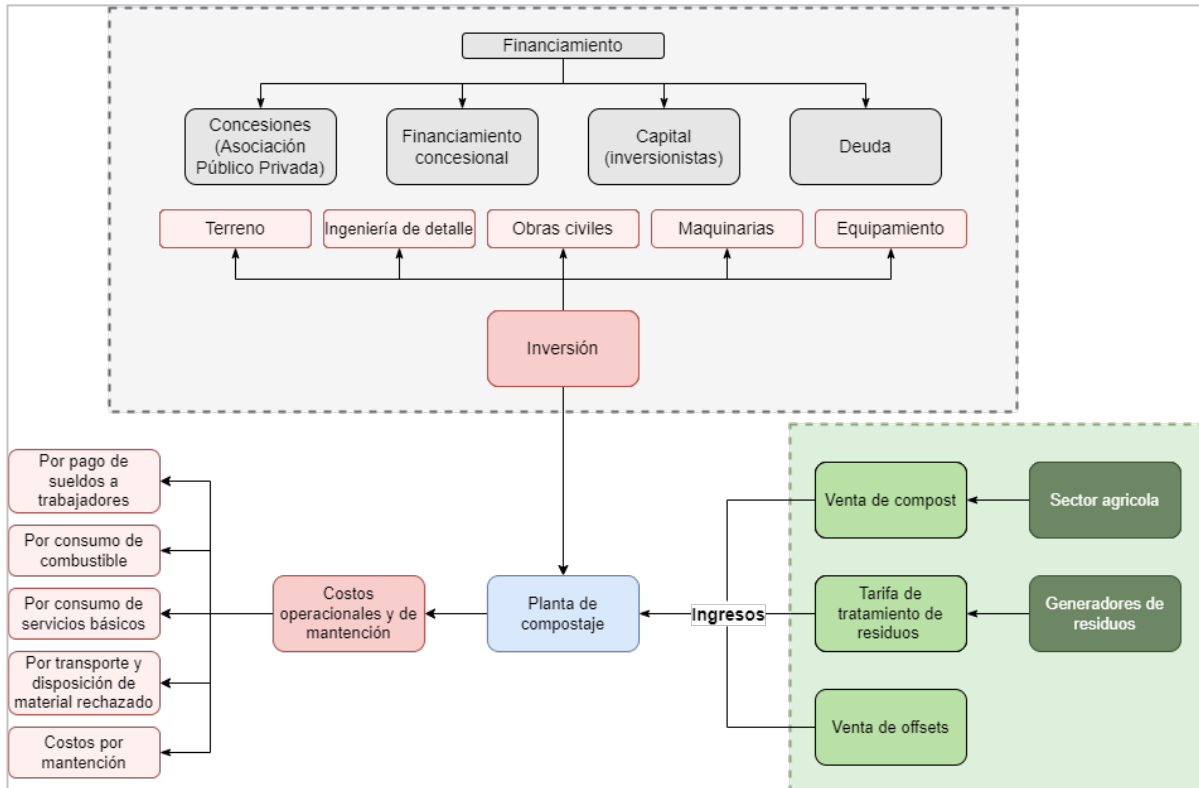 Financiamiento
Concesiones
(Asociación
Público Privada)
Financiamiento
concesional
Capital
(inversionistas)
Deuda
Terreno
Ingeniería de detalle
Obras civiles
Maquinarias
Equipamiento
Inversión
Por pago de
sueldos a
trabajadores
Por consumo de
combustible
Por consumo de
servicios básicos
Por transporte y
disposición de
material rechazado
Costos por
mantención
Costos
operacionales y de
mantención
Planta de
compostaje
Ingresos
Venta de compost
Tarifa de
tratamiento de
residuos
Venta de offsets
Sector agricola
Generadores de
residuos